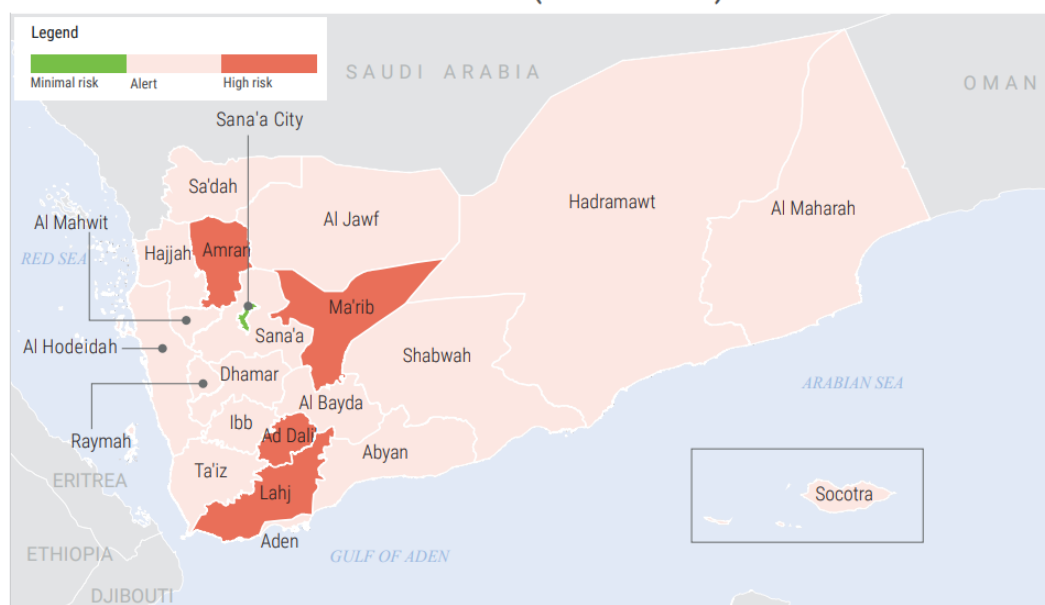 Legend
Minimal risk
Alert
High risk
SAUDI ARABIA
OMAN
Sana'a City
Sa'dah
Al Mahwit
Al Jawf
Hadramawt
Al Maharah
Hajjah
Amran
RED SEA
Ma'rib
Sana'a
Al Hodeidah
Shabwah
Dhamar
ARABIAN SEA
Al Bayda
Ibb
Ad Dali'
Raymah
Abyan
Ta'iz
ERITREA
Lahj
Socotra
Aden
ETHIOPIA
GULF OF ADEN
DJIBOUTI